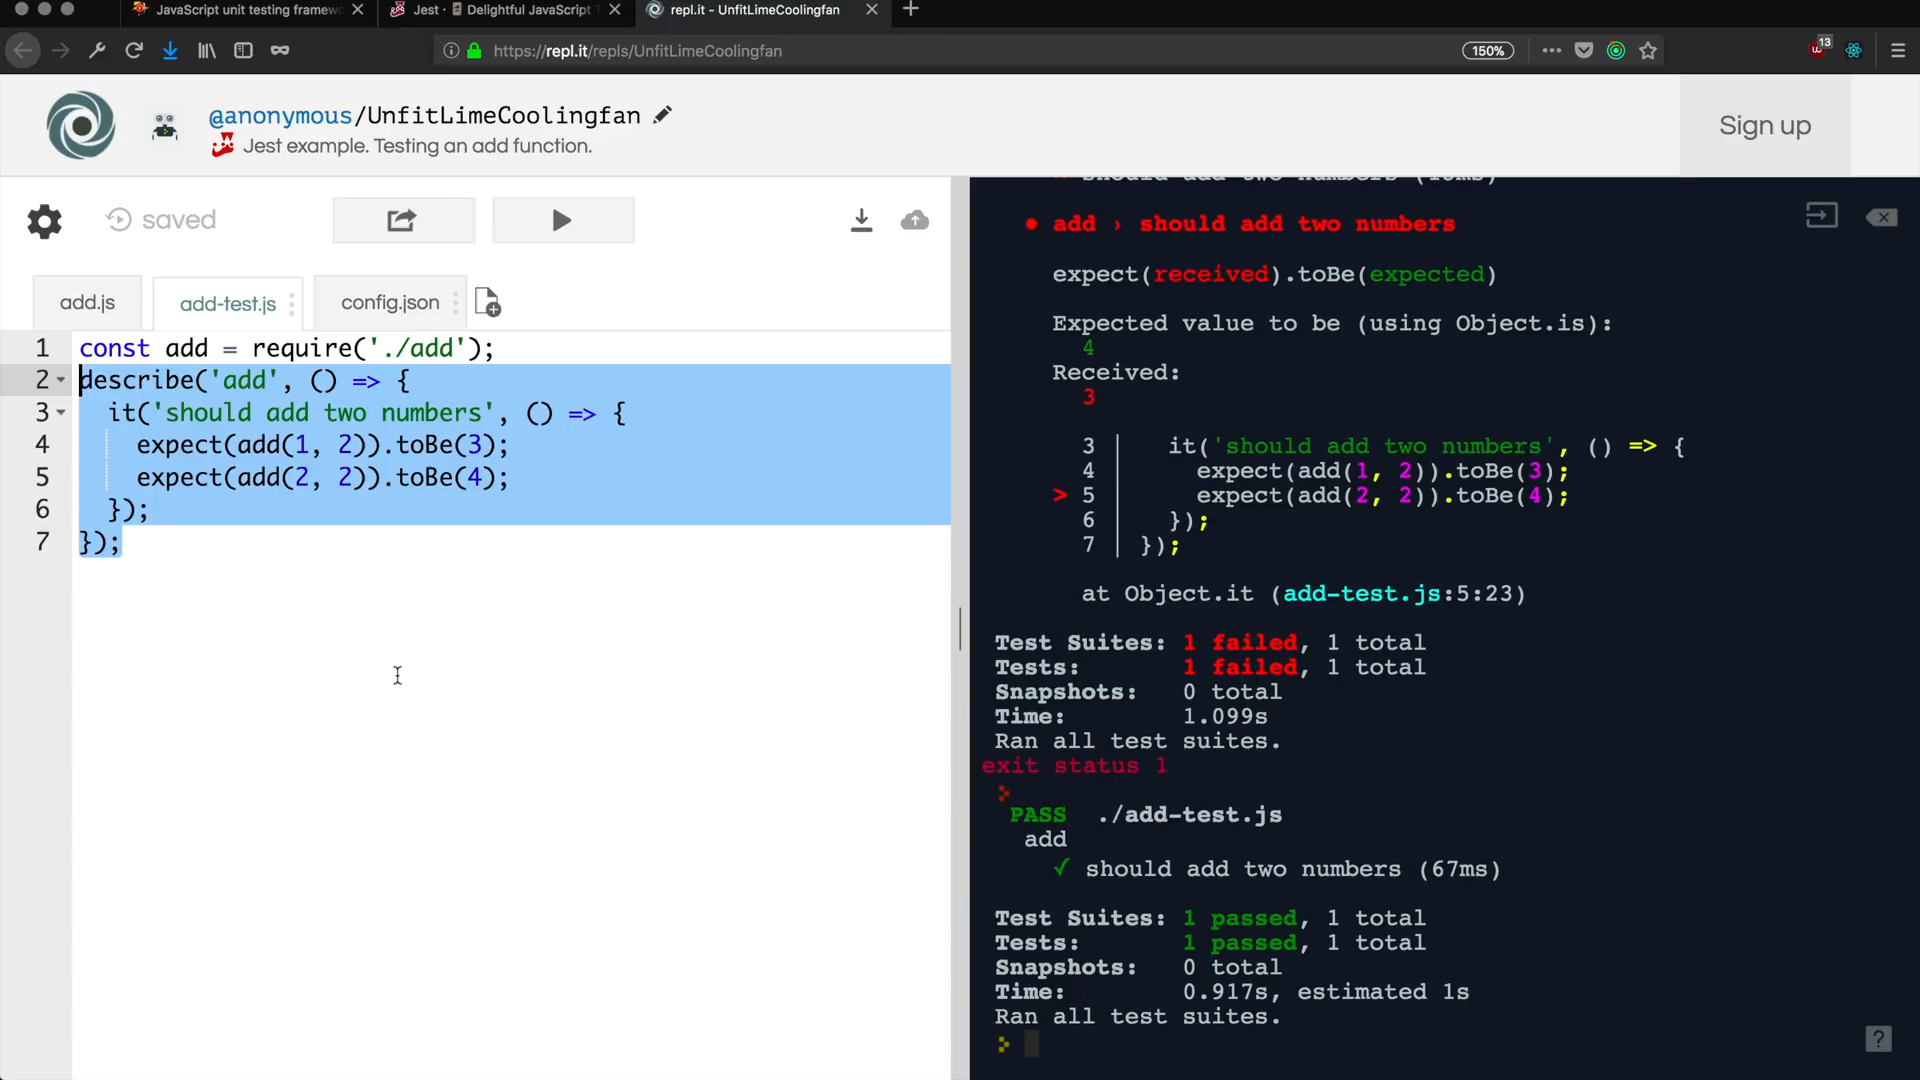 JavaScript unit testing framewo
Jest · Delightful JavaScript T
repl.it - UnfitLimeCoolingfan
https://repl.it/repls/UnfitLimeCoolingfan
150%
13
@anonymous/UnfitLimeCoolingfan
Jest example. Testing an add function.
Sign up
saved
add.js
add-test.js
config.json
1 const add = require('./add');
2 describe('add', () => {
3 it('should add two numbers', () => {
4 expect(add(1, 2)).toBe(3);
5 expect(add(2, 2)).toBe(4);
6 });
7 });
should add two numbers
● add › should add two numbers
expect(received).toBe(expected)
Expected value to be (using Object.is):
4
Received:
3
3 | it('should add two numbers', () => {
4 | expect(add(1, 2)).toBe(3);
> 5 | expect(add(2, 2)).toBe(4);
6 | });
7 | });
at Object.it (add-test.js:5:23)
Test Suites: 1 failed, 1 total
Tests: 1 failed, 1 total
Snapshots: 0 total
Time: 1.099s
Ran all test suites.
exit status 1
PASS ./add-test.js
add
✓ should add two numbers (67ms)
Test Suites: 1 passed, 1 total
Tests: 1 passed, 1 total
Snapshots: 0 total
Time: 0.917s, estimated 1s
Ran all test suites.
?